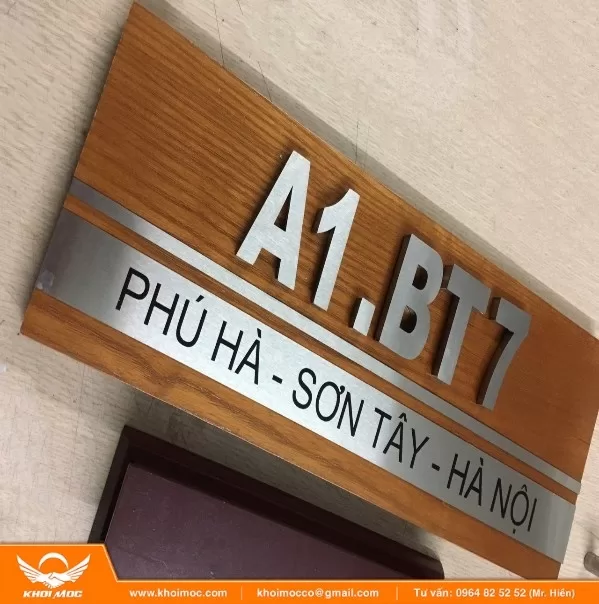 A1.BT7
PHÚ HÀ - SƠN TÂY - HÀ NỘI
KHOI MOC
www.khoimoc.com | khoimocco@gmail.com | Tư vấn: 0964 82 52 52 (Mr. Hiển)